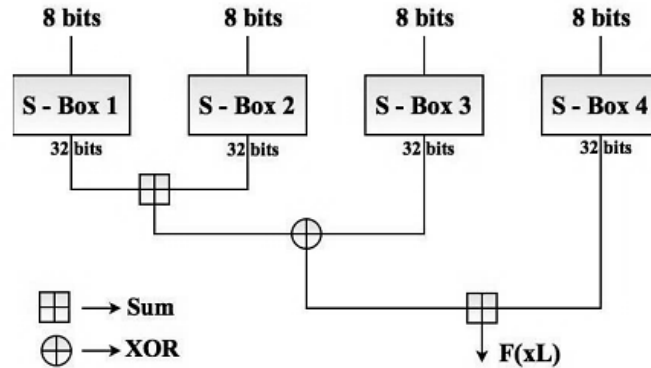 8 bits 8 bits 8 bits 8 bits
S - Box 1 S - Box 2 S - Box 3 S - Box 4
32 bits 32 bits 32 bits 32 bits
Sum
XOR
F(xL)